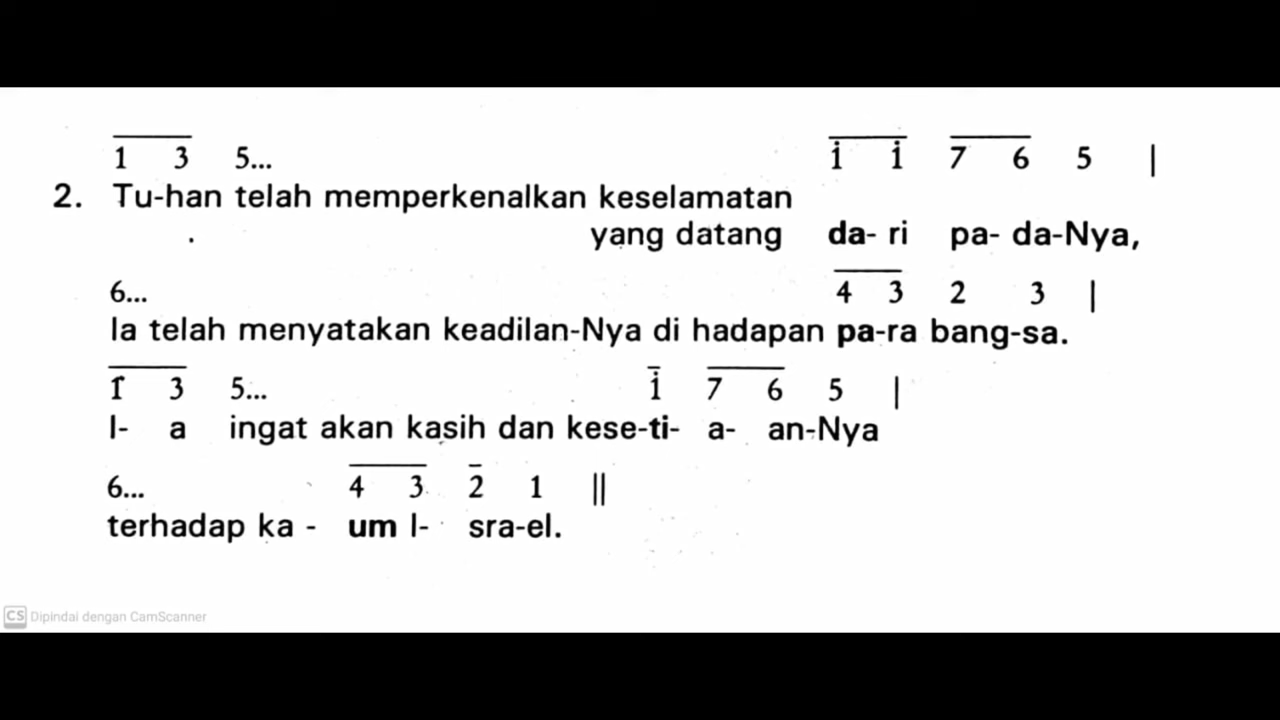 1 3 5... i i 7 6 5 |
2. Tu-han telah memperkenalkan keselamatan
yang datang da- ri pa- da-Nya,
6... 4 3 2 3 |
Ia telah menyatakan keadilan-Nya di hadapan pa-ra bang-sa.
1 3 5... i 7 6 5 |
I- a ingat akan kasih dan kese-ti- a- an-Nya
6... 4 3 2 1 ||
terhadap ka - um I- sra-el.
CS Dipindai dengan CamScanner